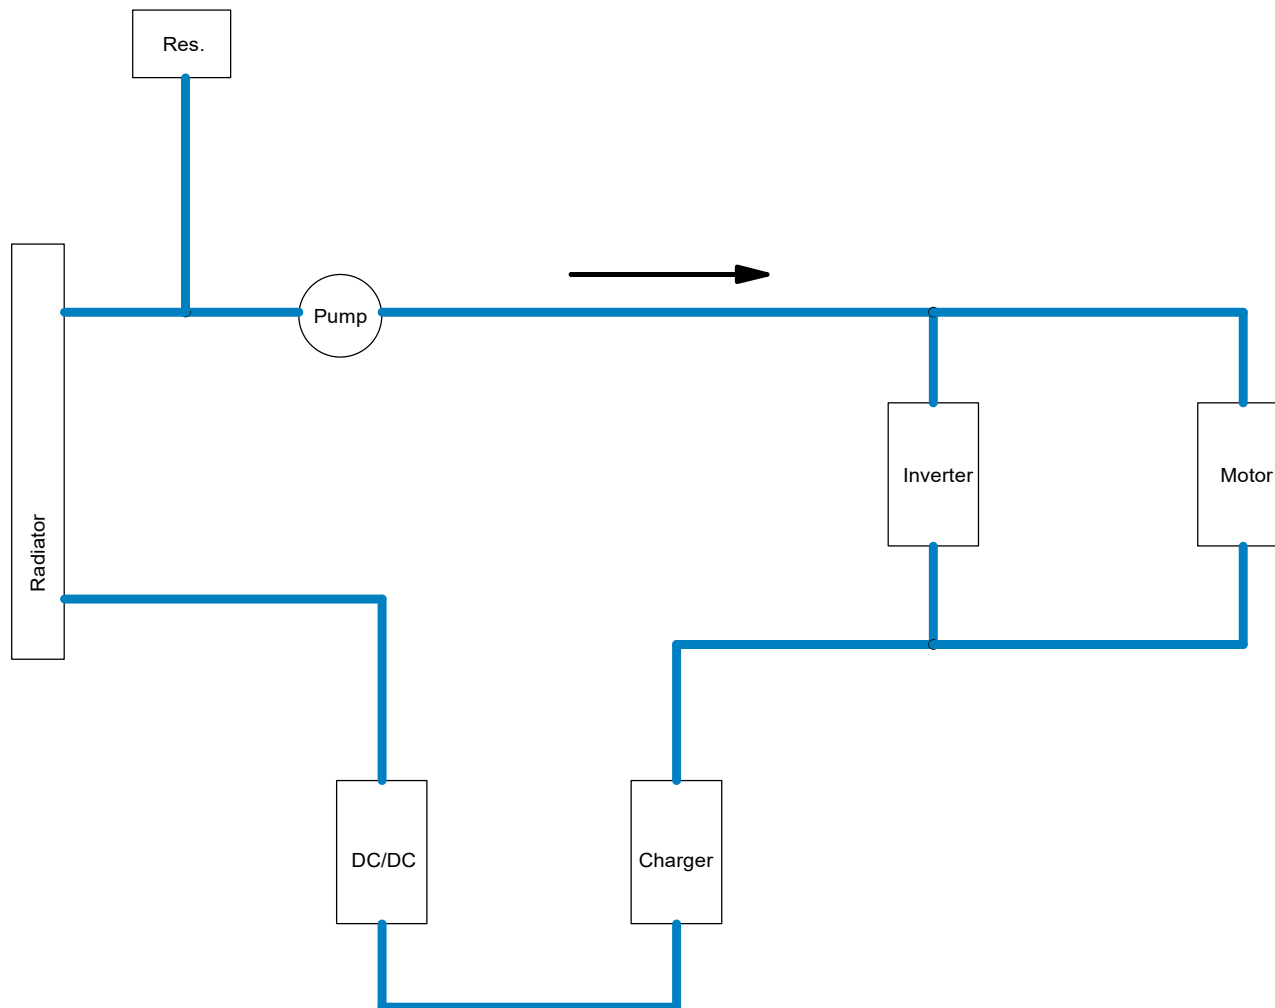 Res.
Pump
Inverter
Motor
Radiator
DC/DC
Charger